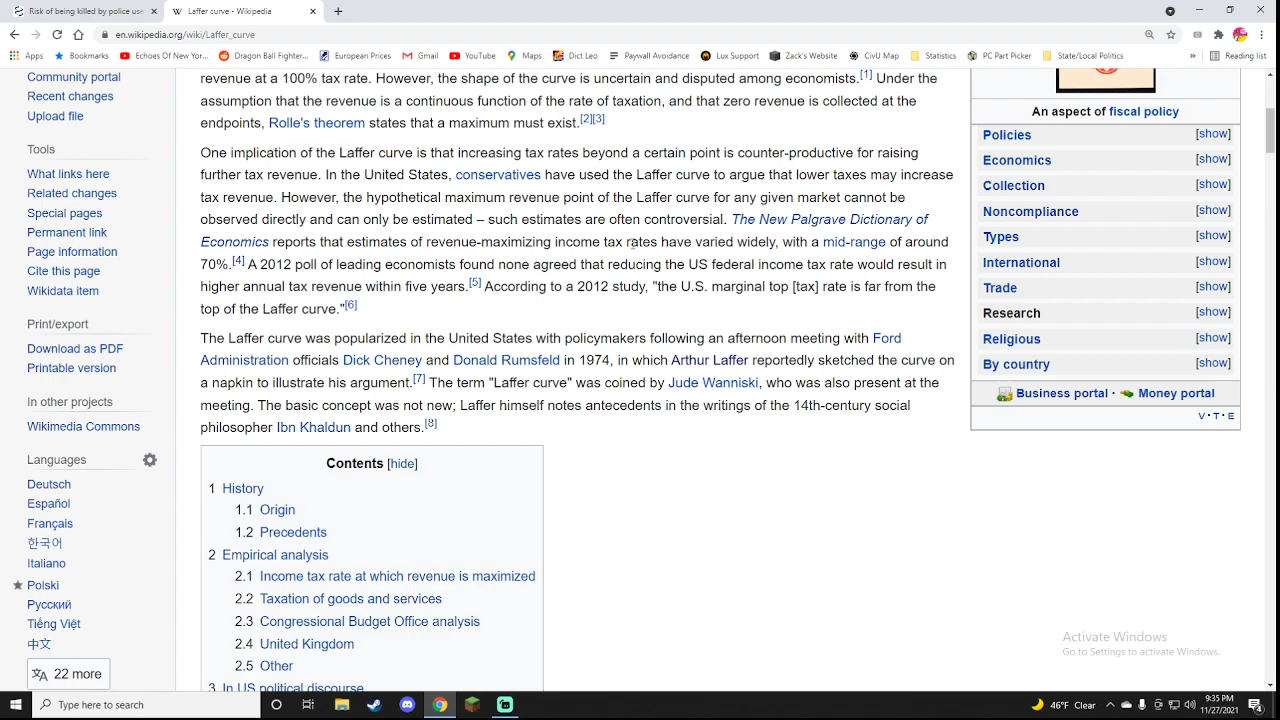 Risk of being killed by police use
Laffer curve - Wikipedia
en.wikipedia.org/wiki/Laffer_curve
Apps
Bookmarks
Echoes Of New Yor...
Dragon Ball Fighter...
European Prices
Gmail
YouTube
Maps
Dict Leo
Paywall Avoidance
Lux Support
Zack's Website
CivU Map
Statistics
PC Part Picker
State/Local Politics
»
Reading list
Community portal
Recent changes
Upload file
Tools
What links here
Related changes
Special pages
Permanent link
Page information
Cite this page
Wikidata item
Print/export
Download as PDF
Printable version
In other projects
Wikimedia Commons
Languages
Deutsch
Español
Français
한국어
Italiano
Polski
Русский
Tiếng Việt
中文
22 more
revenue at a 100% tax rate. However, the shape of the curve is uncertain and disputed among economists.[1] Under the
assumption that the revenue is a continuous function of the rate of taxation, and that zero revenue is collected at the
endpoints, Rolle's theorem states that a maximum must exist.[2][3]
One implication of the Laffer curve is that increasing tax rates beyond a certain point is counter-productive for raising
further tax revenue. In the United States, conservatives have used the Laffer curve to argue that lower taxes may increase
tax revenue. However, the hypothetical maximum revenue point of the Laffer curve for any given market cannot be
observed directly and can only be estimated – such estimates are often controversial. The New Palgrave Dictionary of
Economics reports that estimates of revenue-maximizing income tax rates have varied widely, with a mid-range of around
70%.[4] A 2012 poll of leading economists found none agreed that reducing the US federal income tax rate would result in
higher annual tax revenue within five years.[5] According to a 2012 study, "the U.S. marginal top [tax] rate is far from the
top of the Laffer curve."[6]
The Laffer curve was popularized in the United States with policymakers following an afternoon meeting with Ford
Administration officials Dick Cheney and Donald Rumsfeld in 1974, in which Arthur Laffer reportedly sketched the curve on
a napkin to illustrate his argument.[7] The term "Laffer curve" was coined by Jude Wanniski, who was also present at the
meeting. The basic concept was not new; Laffer himself notes antecedents in the writings of the 14th-century social
philosopher Ibn Khaldun and others.[8]
Contents [hide]
1 History
1.1 Origin
1.2 Precedents
2 Empirical analysis
2.1 Income tax rate at which revenue is maximized
2.2 Taxation of goods and services
2.3 Congressional Budget Office analysis
2.4 United Kingdom
2.5 Other
3 In US political discourse
An aspect of fiscal policy
Policies [show]
Economics [show]
Collection [show]
Noncompliance [show]
Types [show]
International [show]
Trade [show]
Research [show]
Religious [show]
By country [show]
Business portal · Money portal
V · T · E
Activate Windows
Go to Settings to activate Windows.
Type here to search
46°F Clear
9:35 PM
11/27/2021
4